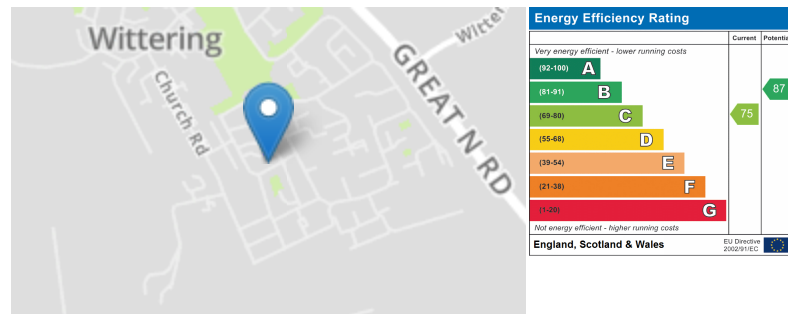 Wittering
Church Rd
GREAT N RD
Witte
Energy Efficiency Rating
Current Potentia
Very energy efficient - lower running costs
(92-100) A
(81-91) B
87
(69-80) C
75
(55-68) D
(39-54) E
(21-38) F
(1-20) G
Not energy efficient - higher running costs
England, Scotland & Wales
EU Directive
2002/91/EC